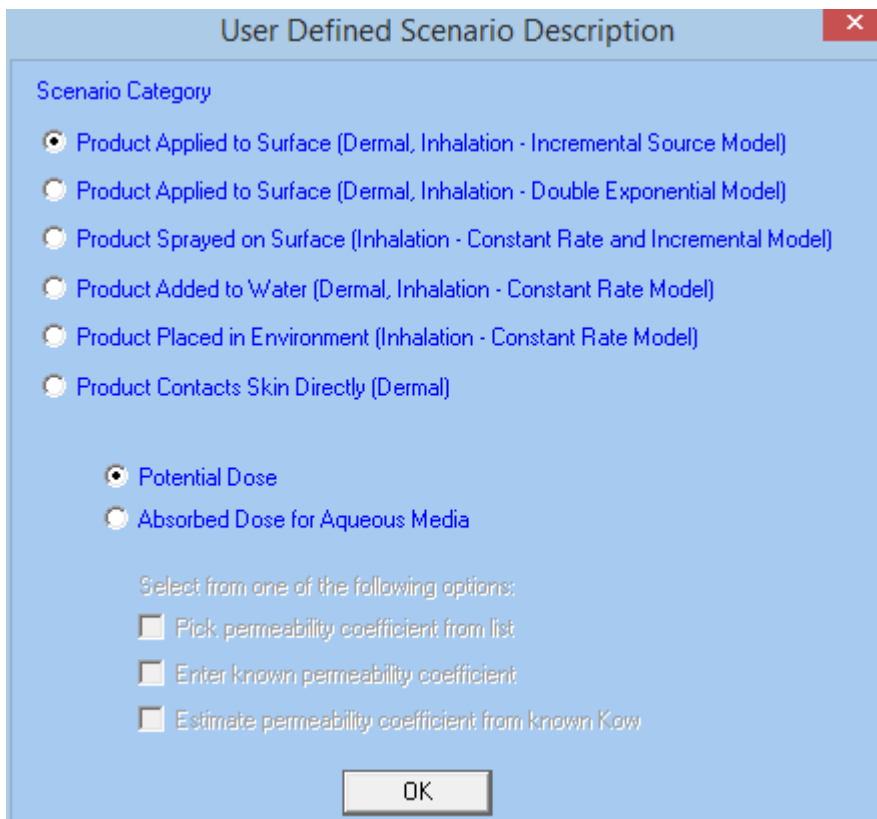 User Defined Scenario Description
Scenario Category
Product Applied to Surface (Dermal, Inhalation - Incremental Source Model)
Product Applied to Surface (Dermal, Inhalation - Double Exponential Model)
Product Sprayed on Surface (Inhalation - Constant Rate and Incremental Model)
Product Added to Water (Dermal, Inhalation - Constant Rate Model)
Product Placed in Environment (Inhalation - Constant Rate Model)
Product Contacts Skin Directly (Dermal)
Potential Dose
Absorbed Dose for Aqueous Media
Select from one of the following options:
Pick permeability coefficient from list
Enter known permeability coefficient
Estimate permeability coefficient from known Kow
OK